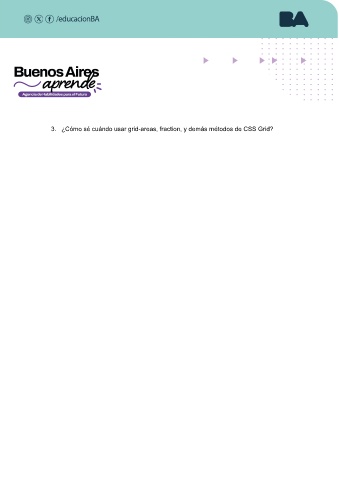 /educacionBA
BA
Buenos Aires
aprende
Agencia de Habilidades para el Futuro
3. ¿Cómo sé cuándo usar grid-areas, fraction, y demás métodos de CSS Grid?